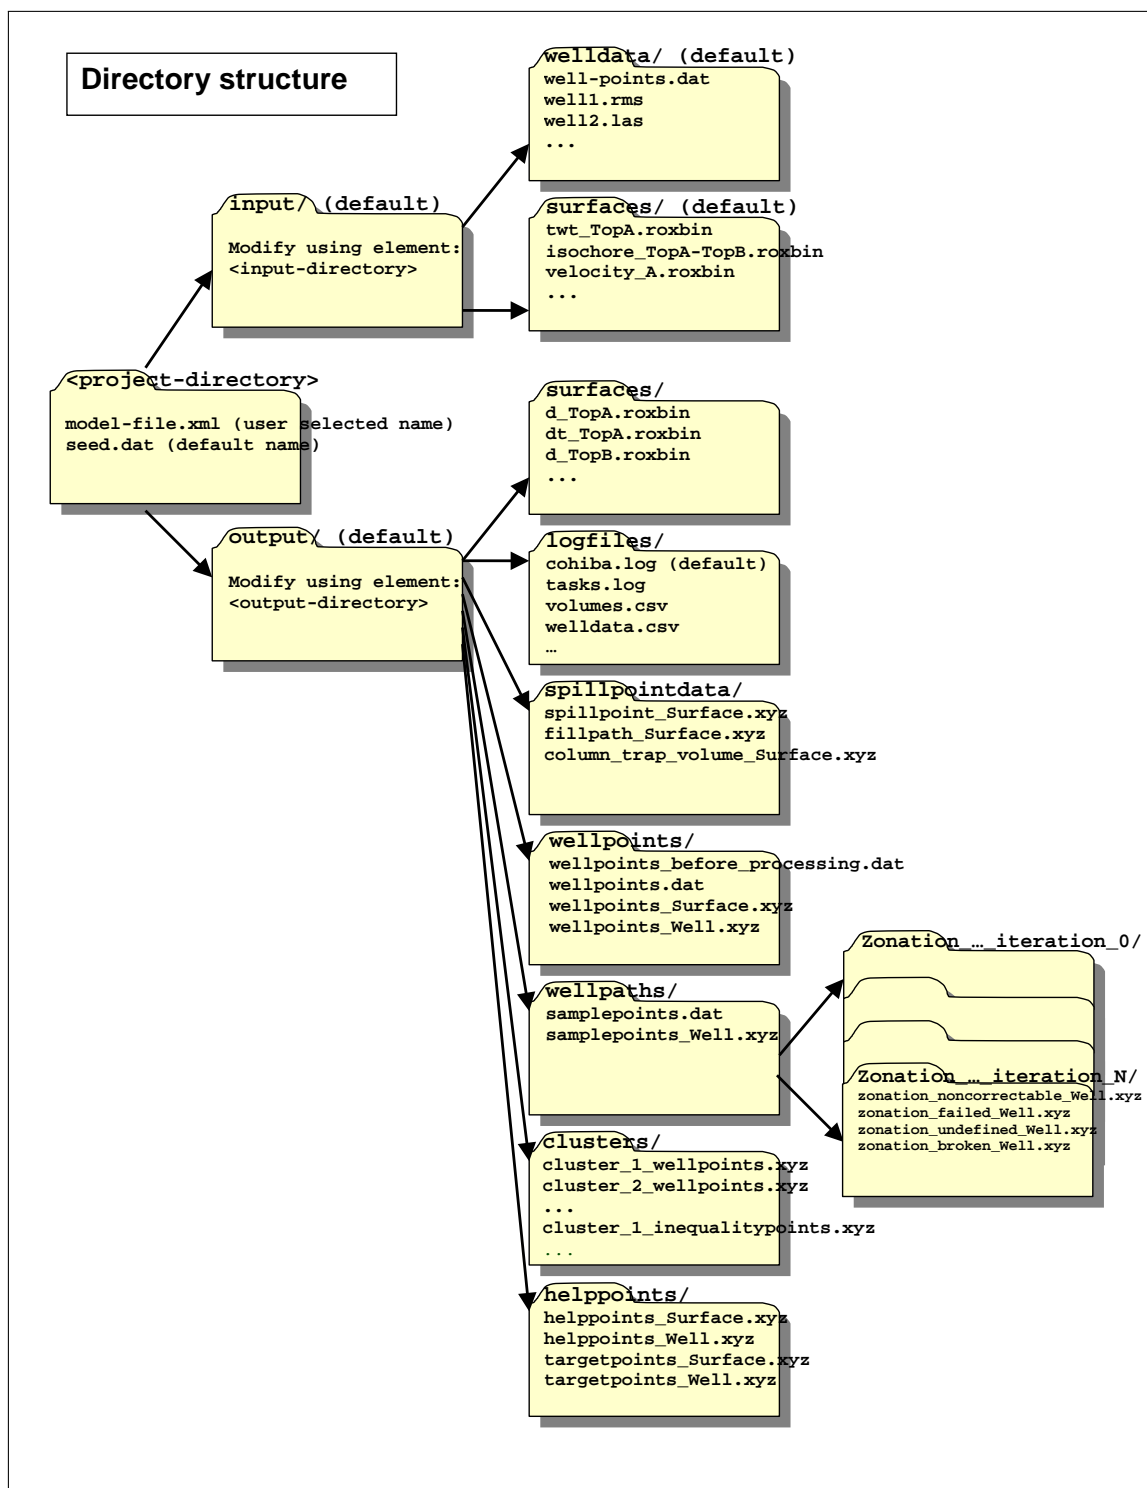 Directory structure
welldata/ (default)
well-points.dat
well1.rms
well2.las
...
input/ (default)
Modify using element:
<input-directory>
surfaces/ (default)
twt_TopA.roxbin
isochore_TopA-TopB.roxbin
velocity_A.roxbin
...
<project-directory>
model-file.xml (user selected name)
seed.dat (default name)
surfaces/
d_TopA.roxbin
dt_TopA.roxbin
d_TopB.roxbin
...
output/ (default)
Modify using element:
<output-directory>
logfiles/
cohiba.log (default)
tasks.log
volumes.csv
welldata.csv
…
spillpointdata/
spillpoint_Surface.xyz
fillpath_Surface.xyz
column_trap_volume_Surface.xyz
wellpoints/
wellpoints_before_processing.dat
wellpoints.dat
wellpoints_Surface.xyz
wellpoints_Well.xyz
wellpaths/
samplepoints.dat
samplepoints_Well.xyz
Zonation_…_iteration_0/
Zonation_…_iteration_N/
zonation_noncorrectable_Well.xyz
zonation_failed_Well.xyz
zonation_undefined_Well.xyz
zonation_broken_Well.xyz
clusters/
cluster_1_wellpoints.xyz
cluster_2_wellpoints.xyz
...
cluster_1_inequalitypoints.xyz
...
helppoints/
helppoints_Surface.xyz
helppoints_Well.xyz
targetpoints_Surface.xyz
targetpoints_Well.xyz